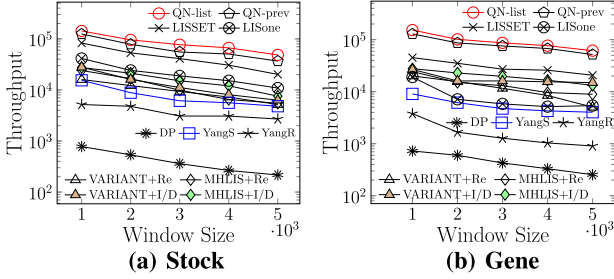 QN-list QN-prev
LISSET LISone
Throughput
10^5
10^4
10^3
10^2
DP YangS YangR
VARIANT+Re MHLIS+Re
VARIANT+I/D MHLIS+I/D
1 2 3 4 5
Window Size ·10^3
(a) Stock
QN-list QN-prev
LISSET LISone
Throughput
10^5
10^4
10^3
10^2
DP YangS YangR
VARIANT+Re MHLIS+Re
VARIANT+I/D MHLIS+I/D
1 2 3 4 5
Window Size ·10^3
(b) Gene